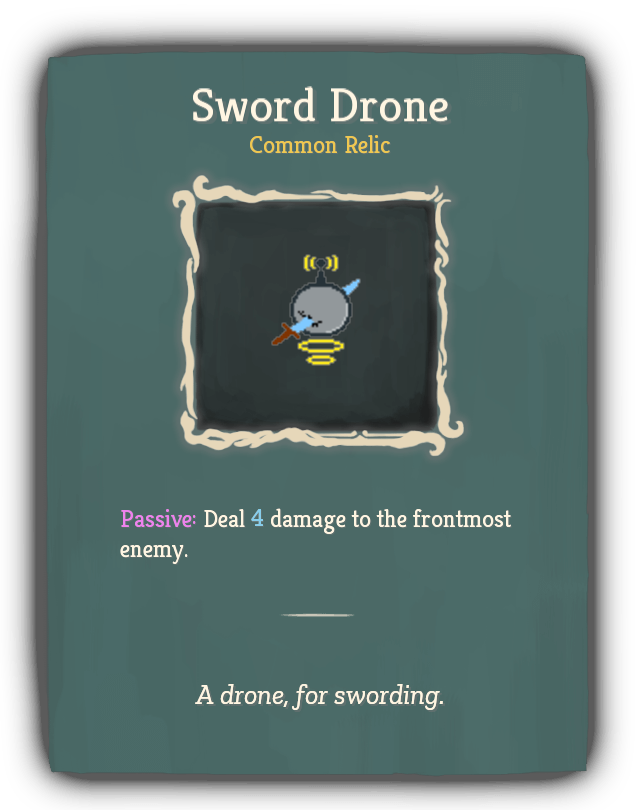 Sword Drone
Common Relic
Passive: Deal 4 damage to the frontmost
enemy.
A drone, for swording.